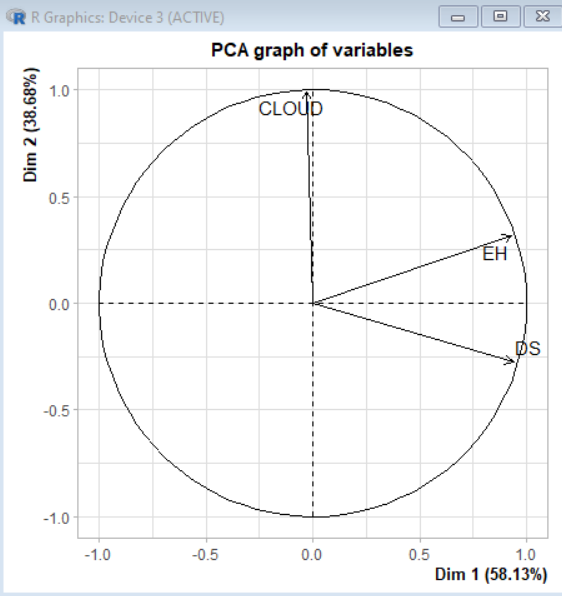 R Graphics: Device 3 (ACTIVE)
PCA graph of variables
Dim 2 (38.68%)
1.0
0.5
0.0
-0.5
-1.0
CLOUD
EH
DS
-1.0
-0.5
0.0
0.5
1.0
Dim 1 (58.13%)